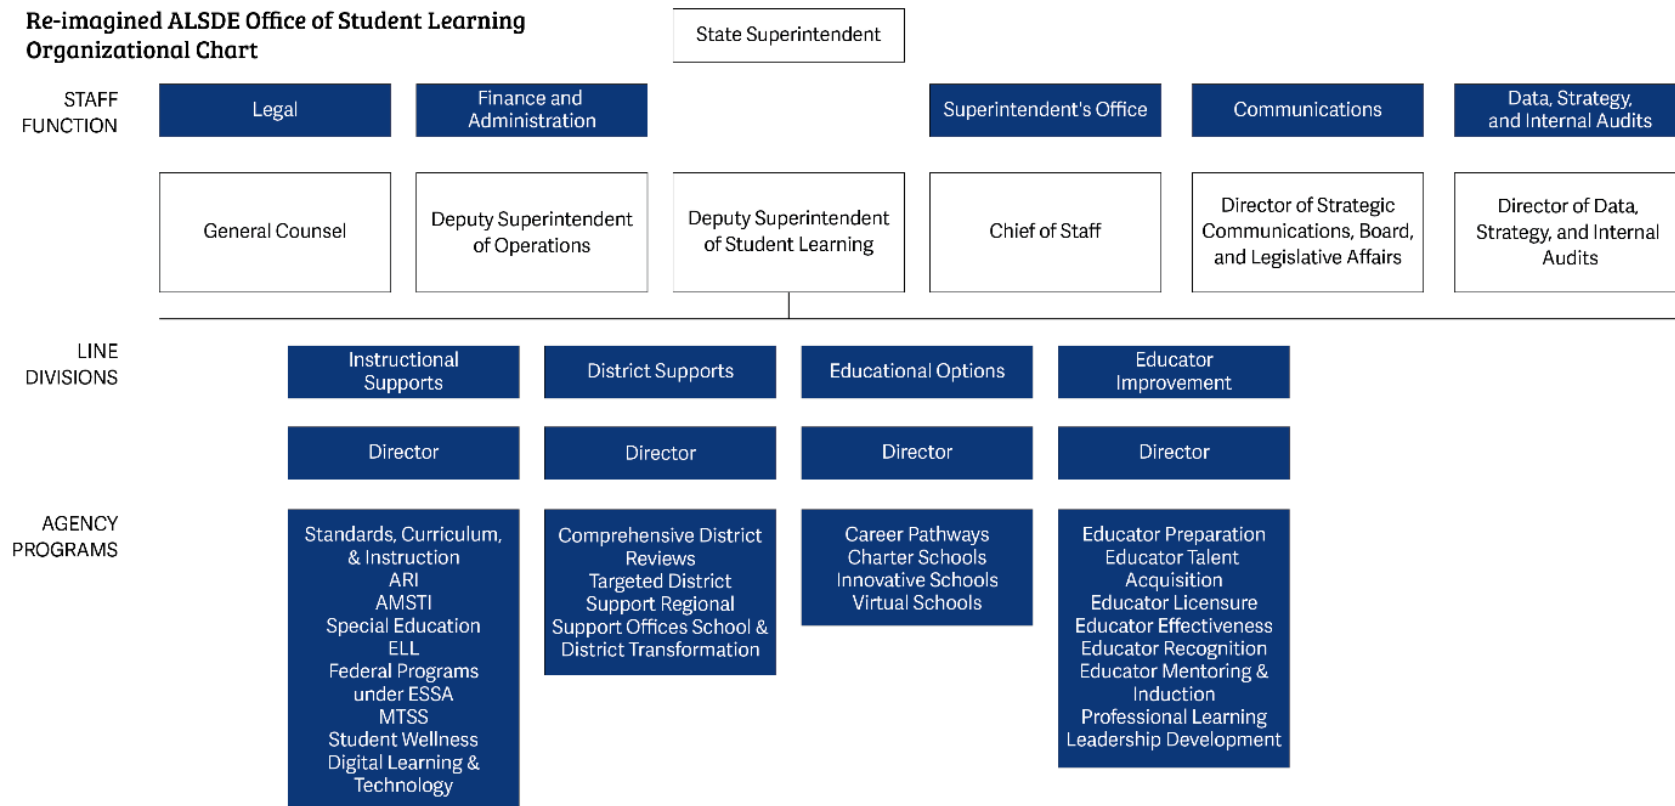 Re-imagined ALSDE Office of Student Learning
Organizational Chart
State Superintendent
STAFF
FUNCTION
Legal
Finance and
Administration
Superintendent's Office
Communications
Data, Strategy,
and Internal Audits
General Counsel
Deputy Superintendent
of Operations
Deputy Superintendent
of Student Learning
Chief of Staff
Director of Strategic
Communications, Board,
and Legislative Affairs
Director of Data,
Strategy, and Internal
Audits
LINE
DIVISIONS
Instructional
Supports
District Supports
Educational Options
Educator
Improvement
Director
Director
Director
Director
AGENCY
PROGRAMS
Standards, Curriculum,
& Instruction
ARI
AMSTI
Special Education
ELL
Federal Programs
under ESSA
MTSS
Student Wellness
Digital Learning &
Technology
Comprehensive District
Reviews
Targeted District
Support Regional
Support Offices School &
District Transformation
Career Pathways
Charter Schools
Innovative Schools
Virtual Schools
Educator Preparation
Educator Talent
Acquisition
Educator Licensure
Educator Effectiveness
Educator Recognition
Educator Mentoring &
Induction
Professional Learning
Leadership Development